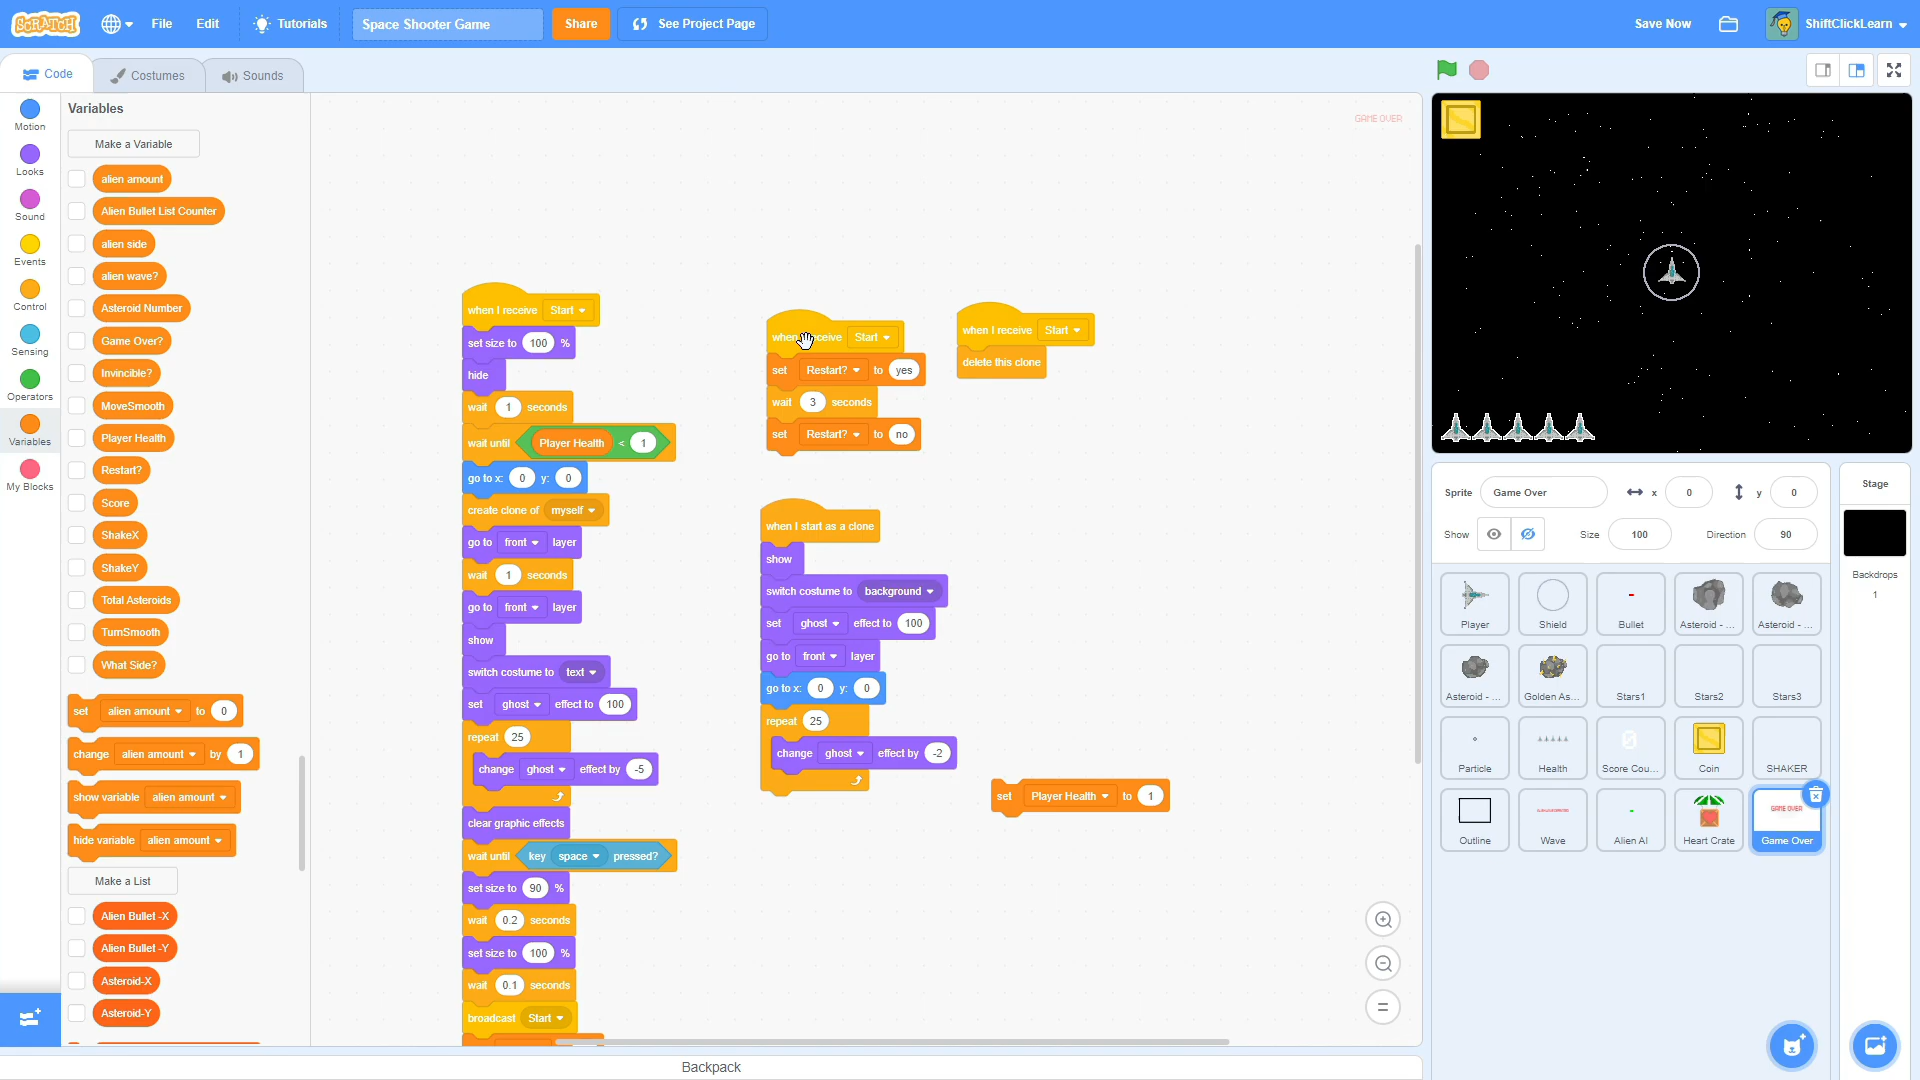 SCRATCH
File
Edit
Tutorials
Space Shooter Game
Share
See Project Page
Save Now
ShiftClickLearn
Code
Costumes
Sounds
Motion
Looks
Sound
Events
Control
Sensing
Operators
Variables
My Blocks
Variables
Make a Variable
alien amount
Alien Bullet List Counter
alien side
alien wave?
Asteroid Number
Game Over?
Invincible?
MoveSmooth
Player Health
Restart?
Score
ShakeX
ShakeY
Total Asteroids
TurnSmooth
What Side?
set alien amount to 0
change alien amount by 1
show variable alien amount
hide variable alien amount
Make a List
Alien Bullet -X
Alien Bullet -Y
Asteroid-X
Asteroid-Y
GAME OVER
when I receive Start
set size to 100 %
hide
wait 1 seconds
wait until Player Health < 1
go to x: 0 y: 0
create clone of myself
go to front layer
wait 1 seconds
go to front layer
show
switch costume to text
set ghost effect to 100
repeat 25
change ghost effect by -5
clear graphic effects
wait until key space pressed?
set size to 90 %
wait 0.2 seconds
set size to 100 %
wait 0.1 seconds
broadcast Start
when receive Start
set Restart? to yes
wait 3 seconds
set Restart? to no
when I receive Start
delete this clone
when I start as a clone
show
switch costume to background
set ghost effect to 100
go to front layer
go to x: 0 y: 0
repeat 25
change ghost effect by -2
set Player Health to 1
Backpack
Sprite Game Over x 0 y 0
Show Size 100 Direction 90
Player
Shield
Bullet
Asteroid - ...
Asteroid - ...
Asteroid - ...
Golden As...
Stars1
Stars2
Stars3
Particle
Health
0
Score Cou...
Coin
SHAKER
Outline
Wave
Alien AI
Heart Crate
GAME OVER
Game Over
Stage
Backdrops
1